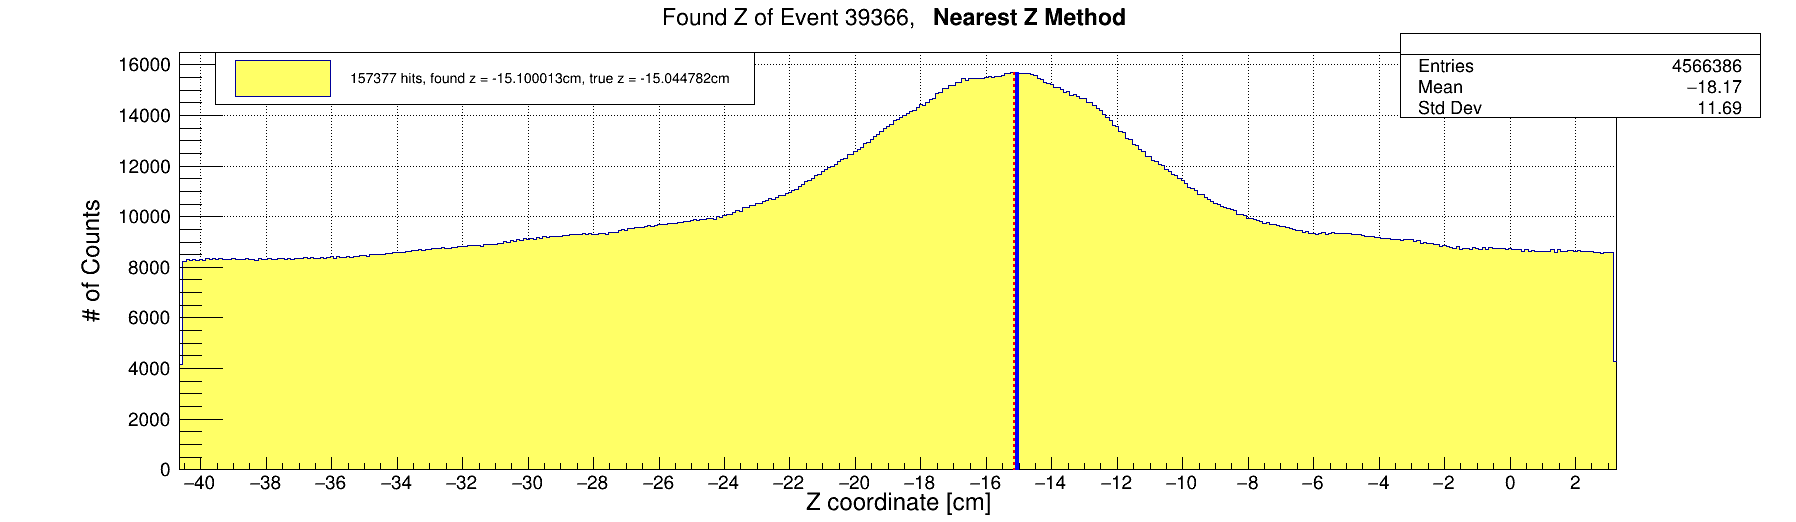 Found Z of Event 39366, Nearest Z Method
157377 hits, found z = -15.100013cm, true z = -15.044782cm
Entries 4566386
Mean −18.17
Std Dev 11.69
# of Counts
16000
14000
12000
10000
8000
6000
4000
2000
0
−40 −38 −36 −34 −32 −30 −28 −26 −24 −22 −20 −18 −16 −14 −12 −10 −8 −6 −4 −2 0 2
Z coordinate [cm]